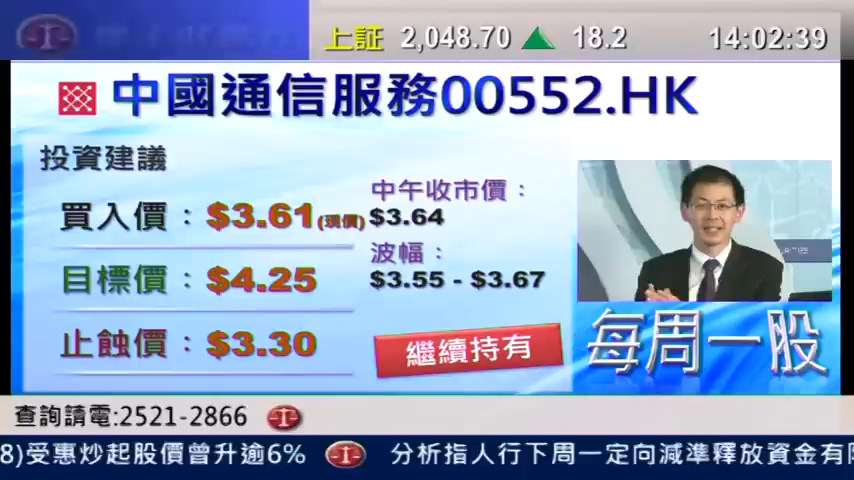 上証 2,048.70 18.2 14:02:39
中國通信服務00552.HK
投資建議
買入價：$3.61(現價)
中午收市價：
$3.64
目標價：$4.25
波幅：
$3.55 - $3.67
止蝕價：$3.30
繼續持有
每周一股
查詢請電:2521-2866
8)受惠炒起股價曾升逾6% 分析指人行下周一定向減準釋放資金有